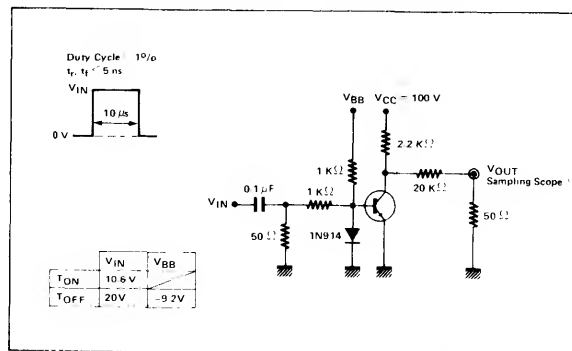 Duty Cycle 1%
tr, tf < 5 ns
VIN
10 μs
0 V
VBB
VCC = 100 V
2.2 KΩ
1 KΩ
VOUT
Sampling Scope
20 KΩ
0.1 μF
1 KΩ
VIN
50 Ω
1N914
50 Ω
VIN VBB
TON 10.6 V
TOFF 20 V -9.2 V